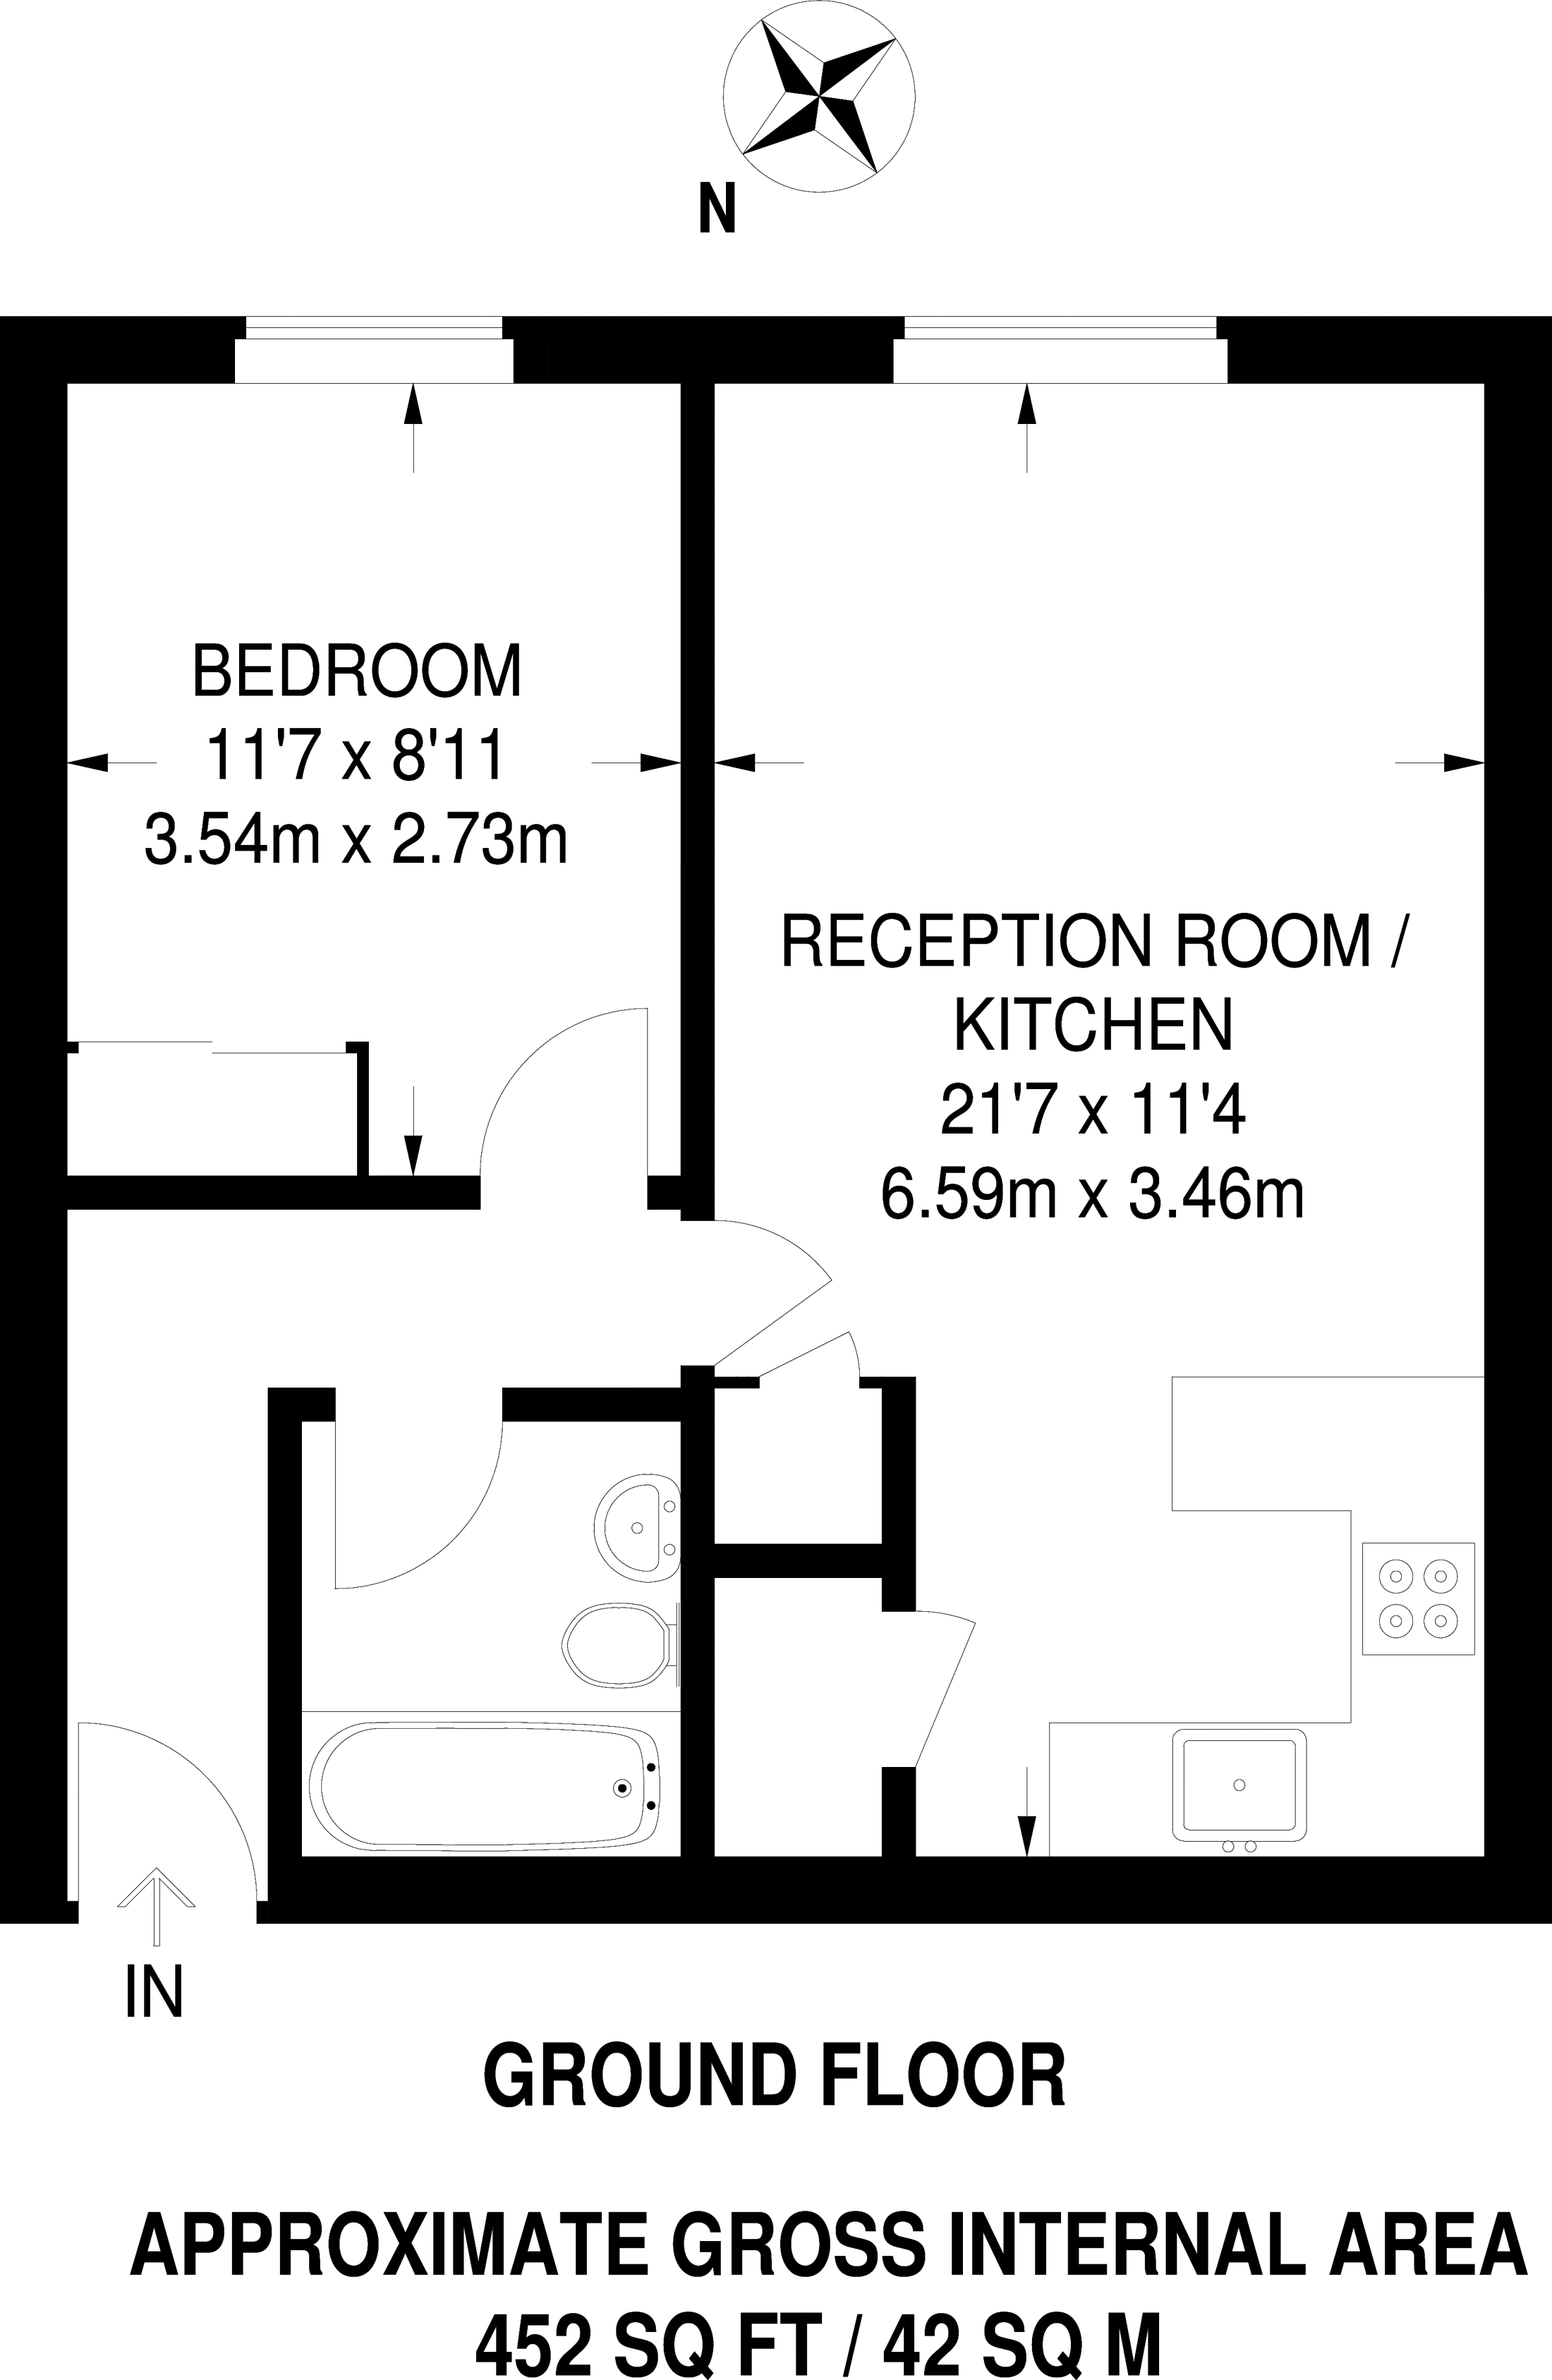 N
BEDROOM
11'7 x 8'11
3.54m x 2.73m
RECEPTION ROOM /
KITCHEN
21'7 x 11'4
6.59m x 3.46m
IN
GROUND FLOOR
APPROXIMATE GROSS INTERNAL AREA
452 SQ FT / 42 SQ M